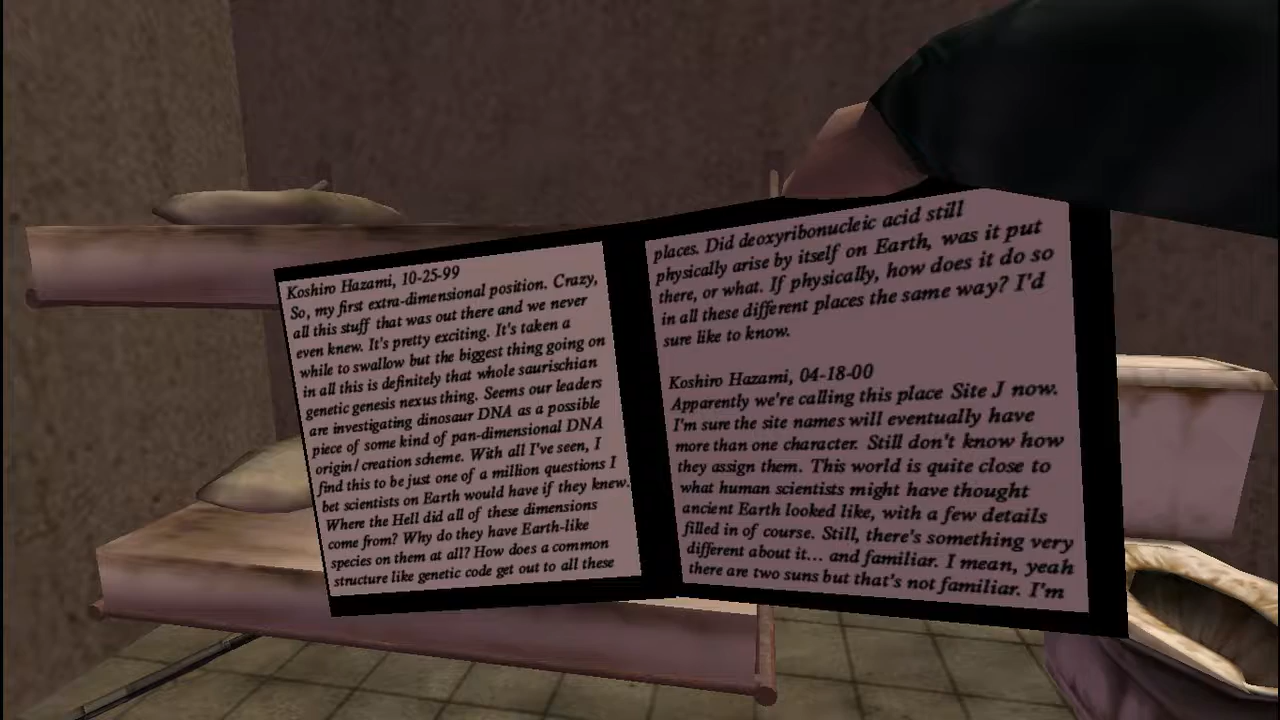 Koshiro Hazami, 10-25-99
So, my first extra-dimensional position. Crazy,
all this stuff that was out there and we never
even knew. It's pretty exciting. It's taken a
while to swallow but the biggest thing going on
in all this is definitely that whole saurischian
genetic genesis nexus thing. Seems our leaders
are investigating dinosaur DNA as a possible
piece of some kind of pan-dimensional DNA
origin/creation scheme. With all I've seen, I
find this to be just one of a million questions I
bet scientists on Earth would have if they knew.
Where the Hell did all of these dimensions
come from? Why do they have Earth-like
species on them at all? How does a common
structure like genetic code get out to all these
places. Did deoxyribonucleic acid still
physically arise by itself on Earth, was it put
there, or what. If physically, how does it do so
in all these different places the same way? I'd
sure like to know.
Koshiro Hazami, 04-18-00
Apparently we're calling this place Site J now.
I'm sure the site names will eventually have
more than one character. Still don't know how
they assign them. This world is quite close to
what human scientists might have thought
ancient Earth looked like, with a few details
filled in of course. Still, there's something very
different about it... and familiar. I mean, yeah
there are two suns but that's not familiar. I'm